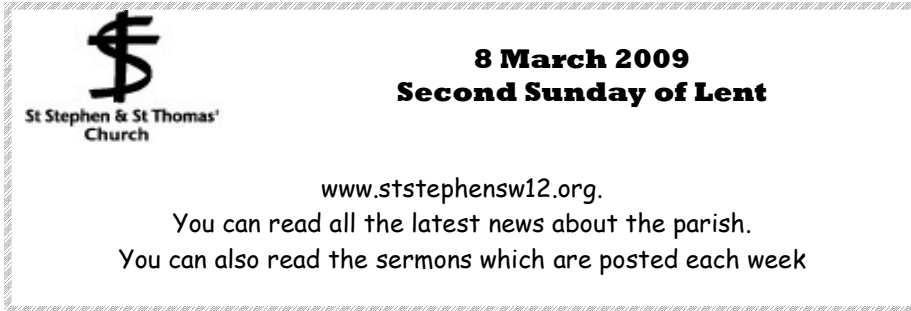 St Stephen & St Thomas'
Church
8 March 2009
Second Sunday of Lent
www.ststephensw12.org.
You can read all the latest news about the parish.
You can also read the sermons which are posted each week